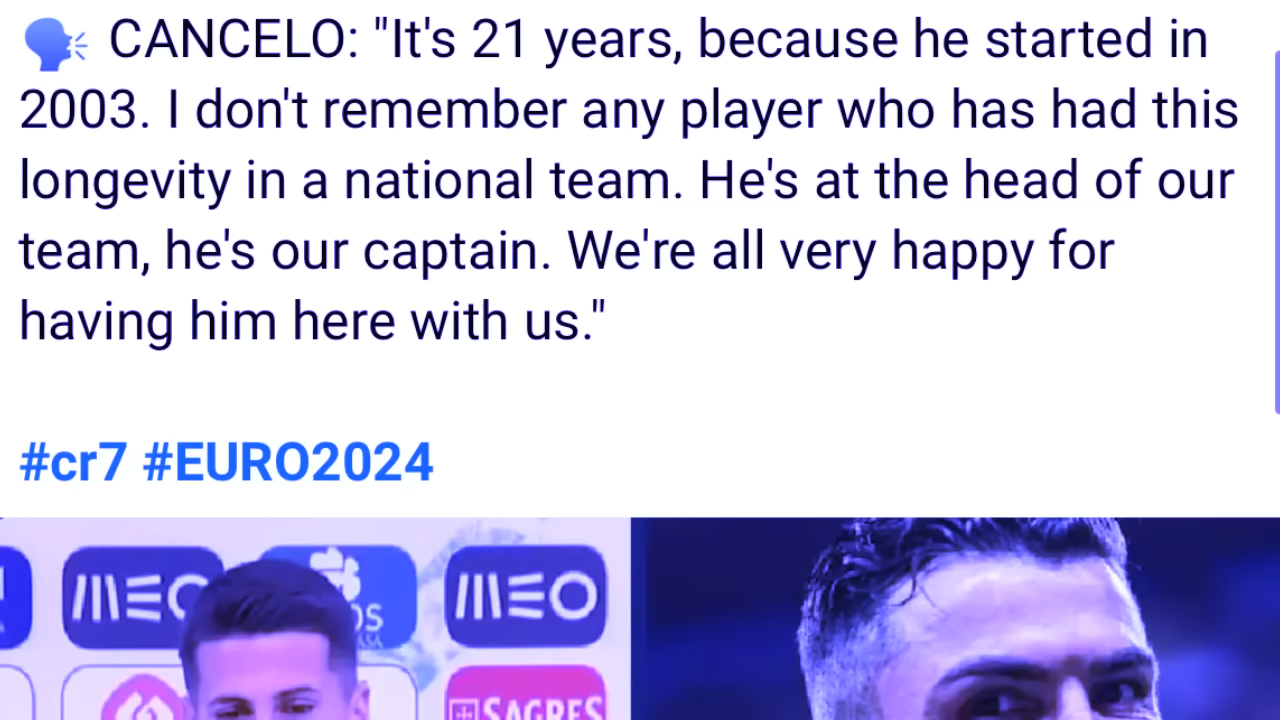 🗣️ CANCELO: "It's 21 years, because he started in
2003. I don't remember any player who has had this
longevity in a national team. He's at the head of our
team, he's our captain. We're all very happy for
having him here with us."
#cr7 #EURO2024
MEO
MEO
SAGRES